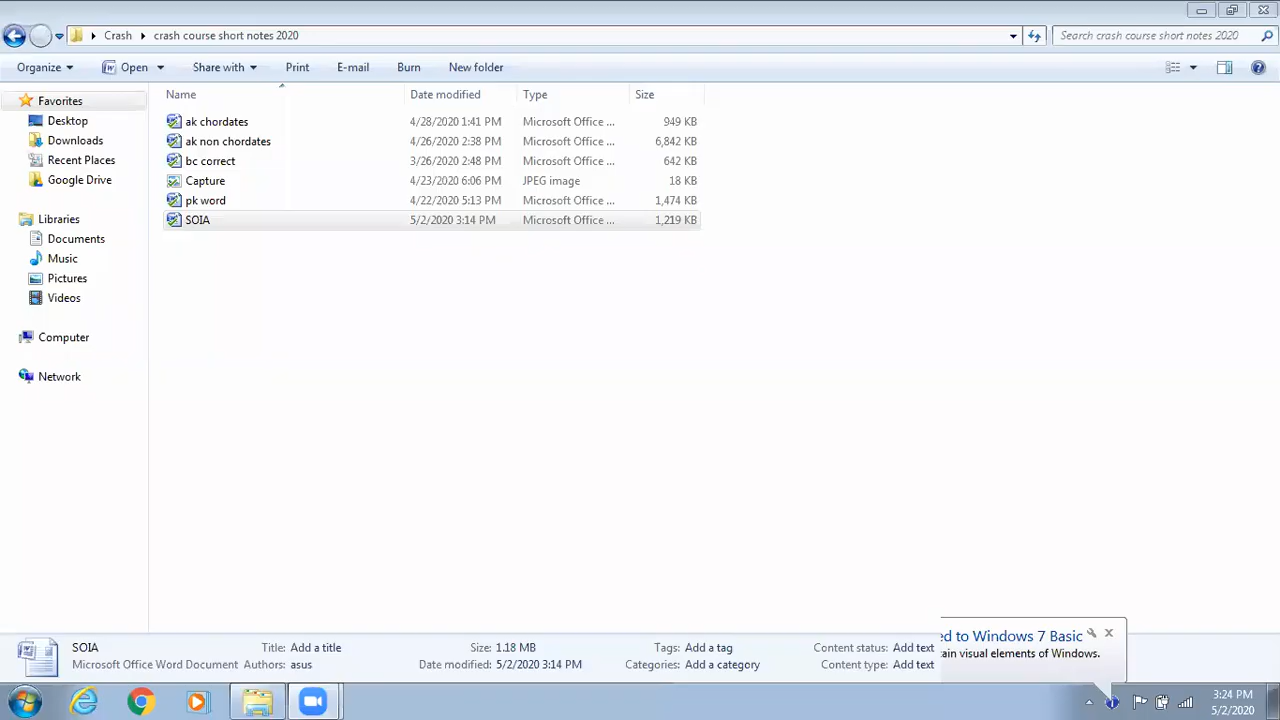 Crash crash course short notes 2020 Search crash course short notes 2020
Organize Open Share with Print E-mail Burn New folder
Name Date modified Type Size
Favorites
Desktop
Downloads
Recent Places
Google Drive
Libraries
Documents
Music
Pictures
Videos
Computer
Network
ak chordates 4/28/2020 1:41 PM Microsoft Office ... 949 KB
ak non chordates 4/26/2020 2:38 PM Microsoft Office ... 6,842 KB
bc correct 3/26/2020 2:48 PM Microsoft Office ... 642 KB
Capture 4/23/2020 6:06 PM JPEG image 18 KB
pk word 4/22/2020 5:13 PM Microsoft Office ... 1,474 KB
SOIA 5/2/2020 3:14 PM Microsoft Office ... 1,219 KB
ed to Windows 7 Basic
tain visual elements of Windows.
SOIA Title: Add a title Size: 1.18 MB Tags: Add a tag Content status: Add text
Microsoft Office Word Document Authors: asus Date modified: 5/2/2020 3:14 PM Categories: Add a category Content type: Add text
3:24 PM
5/2/2020